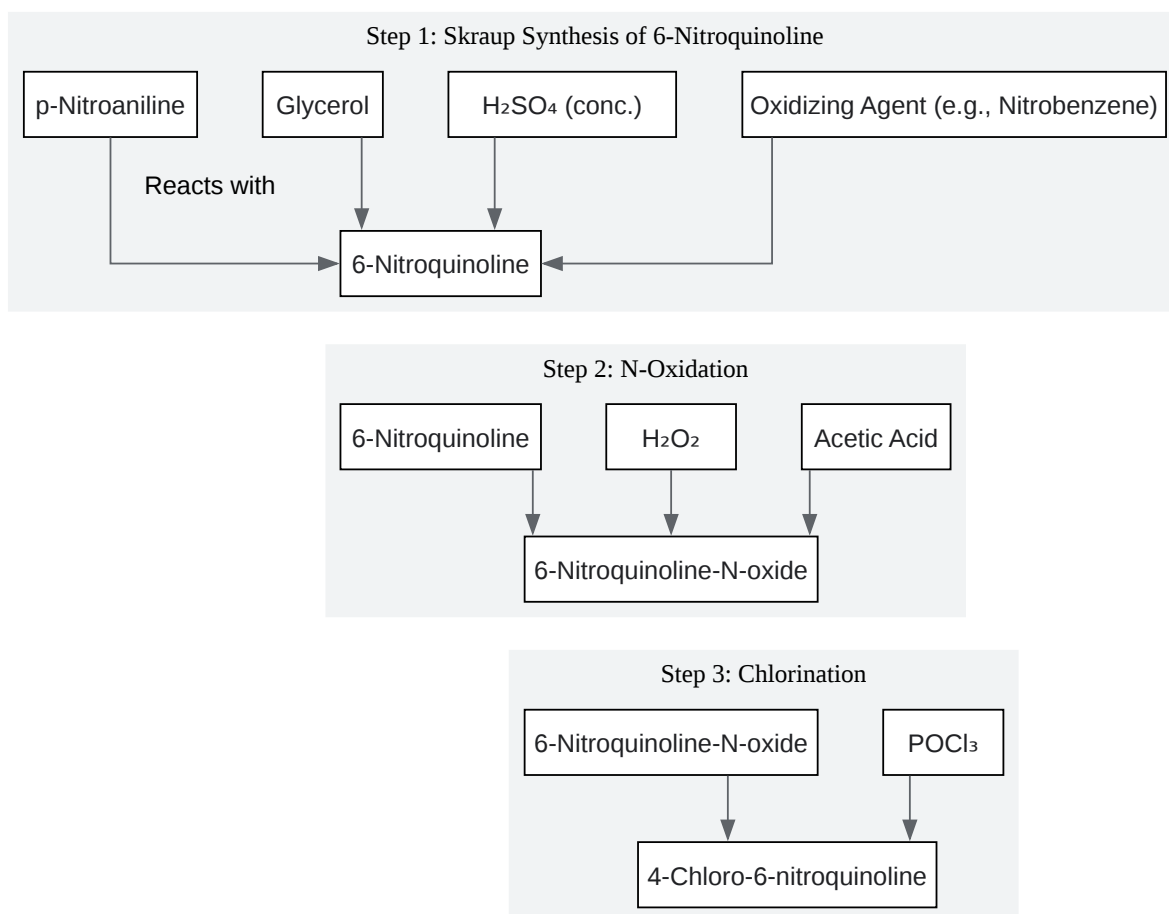 Step 1: Skraup Synthesis of 6-Nitroquinoline
p-Nitroaniline
Glycerol
H₂SO₄ (conc.)
Oxidizing Agent (e.g., Nitrobenzene)
Reacts with
6-Nitroquinoline
Step 2: N-Oxidation
6-Nitroquinoline
H₂O₂
Acetic Acid
6-Nitroquinoline-N-oxide
Step 3: Chlorination
6-Nitroquinoline-N-oxide
POCl₃
4-Chloro-6-nitroquinoline